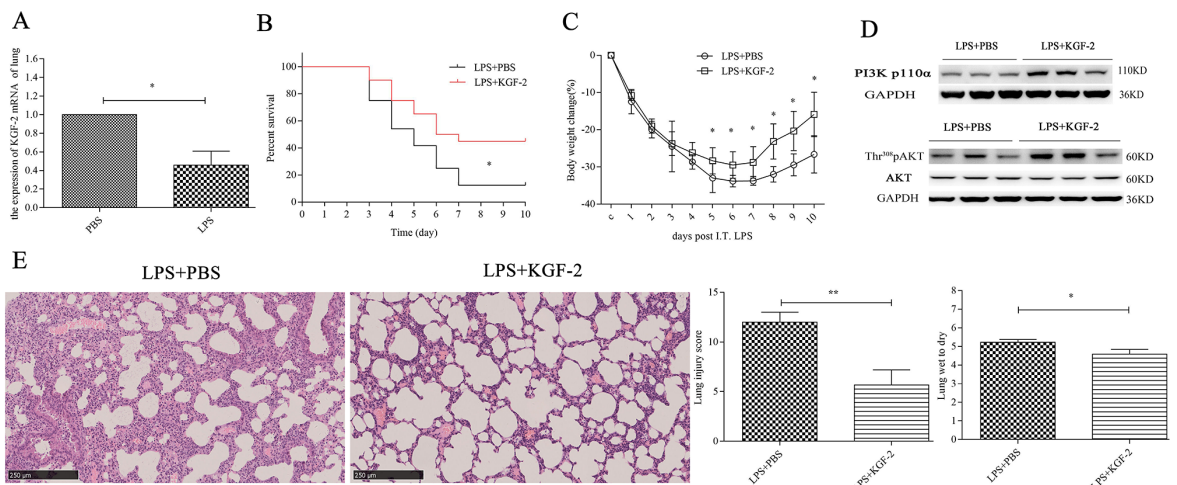 A
the expression of KGF-2 mRNA of lung
1.6
1.4
1.2
1.0
0.8
0.6
0.4
0.2
0.0
*
PBS
LPS
B
LPS+PBS
LPS+KGF-2
Percent survival
100
80
60
40
20
0
*
0 1 2 3 4 5 6 7 8 9 10
Time (day)
C
LPS+PBS
LPS+KGF-2
Body weight change(%)
0
-10
-20
-30
-40
* * * * * *
c 1 2 3 4 5 6 7 8 9 10
days post I.T. LPS
D
LPS+PBS LPS+KGF-2
PI3K p110α 110KD
GAPDH 36KD
LPS+PBS LPS+KGF-2
Thr308pAKT 60KD
AKT 60KD
GAPDH 36KD
E
LPS+PBS
LPS+KGF-2
250 μm
250 μm
Lung injury score
15
10
5
0
**
LPS+PBS
LPS+KGF-2
Lung wet to dry
8
7
6
5
4
3
2
1
0
*
LPS+PBS
LPS+KGF-2